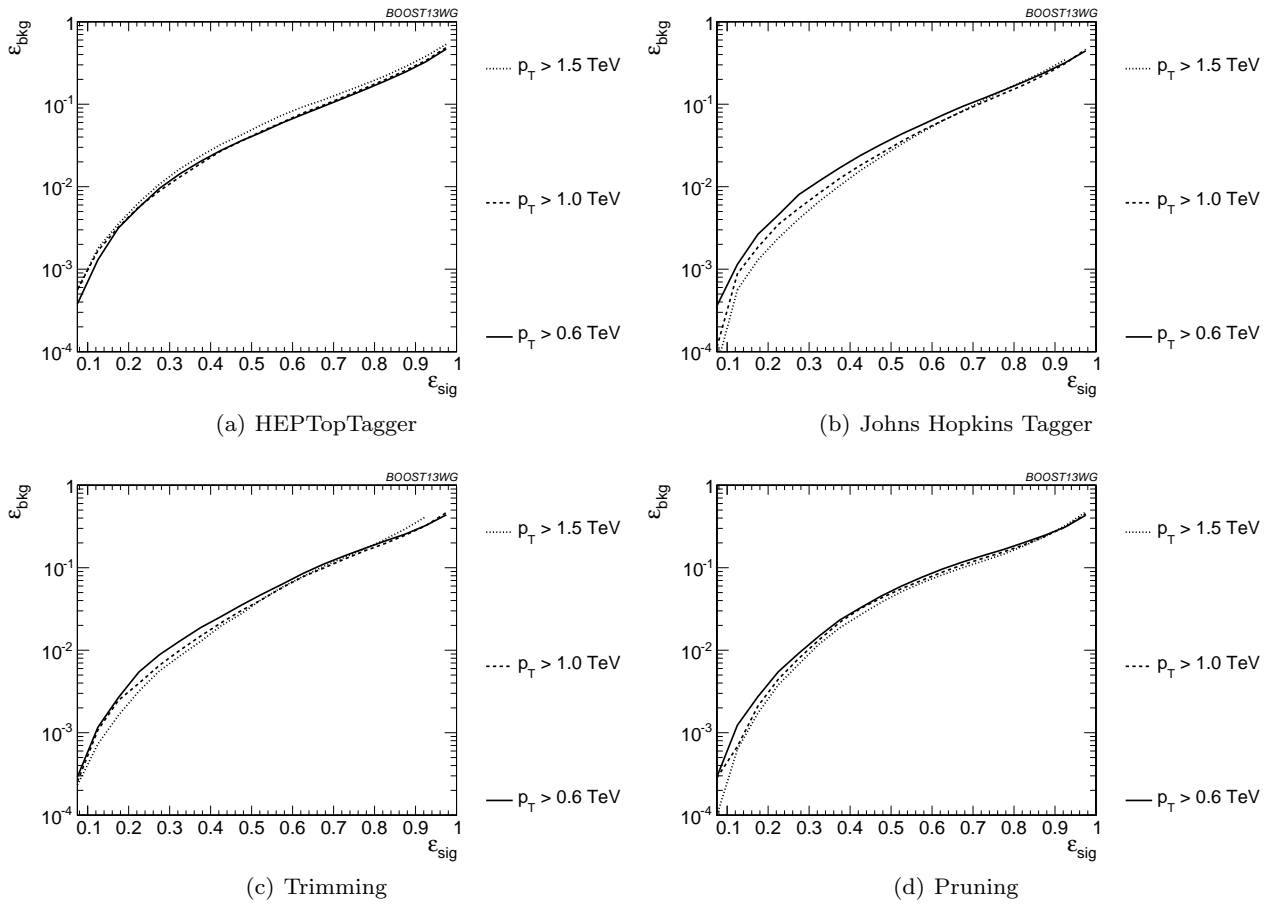 BOOST13WG
ε_bkg
1
10^-1
10^-2
10^-3
10^-4
0.1 0.2 0.3 0.4 0.5 0.6 0.7 0.8 0.9 1
ε_sig
p_T > 1.5 TeV
p_T > 1.0 TeV
p_T > 0.6 TeV
(a) HEPTopTagger
BOOST13WG
ε_bkg
1
10^-1
10^-2
10^-3
10^-4
0.1 0.2 0.3 0.4 0.5 0.6 0.7 0.8 0.9 1
ε_sig
p_T > 1.5 TeV
p_T > 1.0 TeV
p_T > 0.6 TeV
(b) Johns Hopkins Tagger
BOOST13WG
ε_bkg
1
10^-1
10^-2
10^-3
10^-4
0.1 0.2 0.3 0.4 0.5 0.6 0.7 0.8 0.9 1
ε_sig
p_T > 1.5 TeV
p_T > 1.0 TeV
p_T > 0.6 TeV
(c) Trimming
BOOST13WG
ε_bkg
1
10^-1
10^-2
10^-3
10^-4
0.1 0.2 0.3 0.4 0.5 0.6 0.7 0.8 0.9 1
ε_sig
p_T > 1.5 TeV
p_T > 1.0 TeV
p_T > 0.6 TeV
(d) Pruning